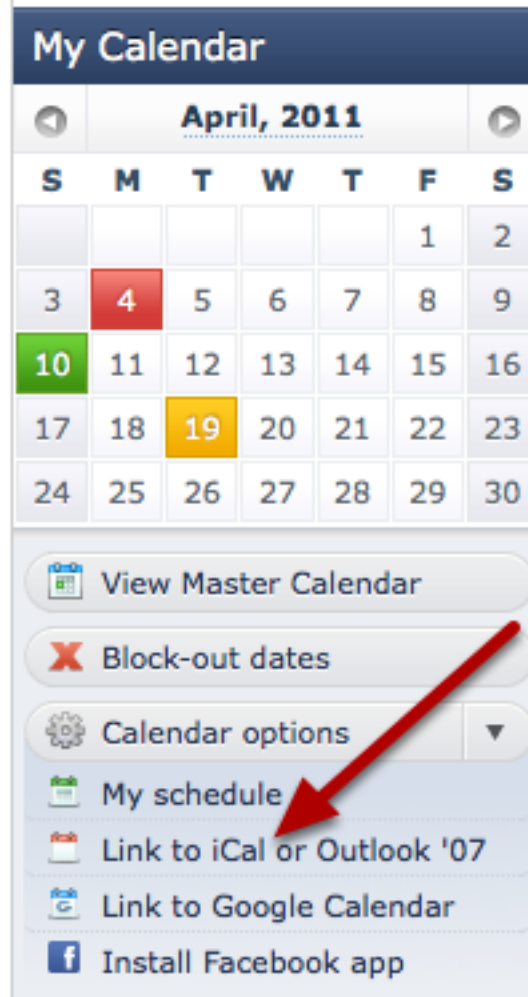 My Calendar
April, 2011
S M T W T F S
1 2
3 4 5 6 7 8 9
10 11 12 13 14 15 16
17 18 19 20 21 22 23
24 25 26 27 28 29 30
View Master Calendar
Block-out dates
Calendar options
My schedule
Link to iCal or Outlook '07
Link to Google Calendar
Install Facebook app